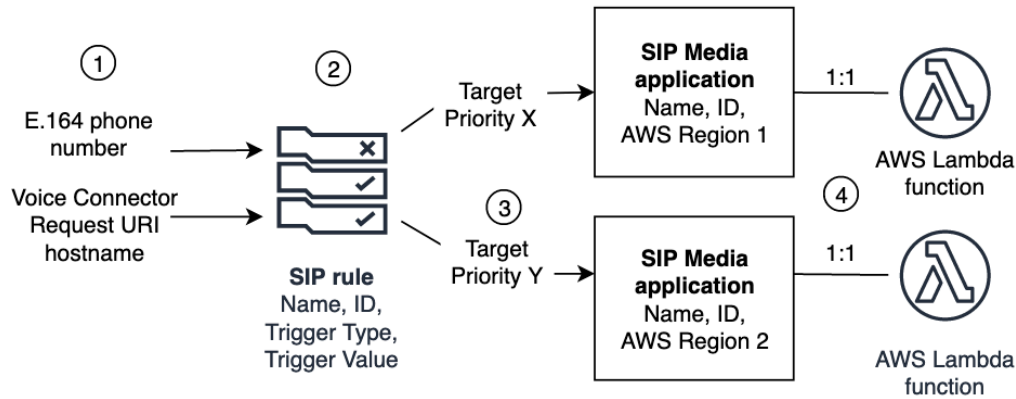 1
E.164 phone
number
Voice Connector
Request URI
hostname
2
SIP rule
Name, ID,
Trigger Type,
Trigger Value
Target
Priority X
3
Target
Priority Y
SIP Media
application
Name, ID,
AWS Region 1
SIP Media
application
Name, ID,
AWS Region 2
1:1
AWS Lambda
function
4
1:1
AWS Lambda
function